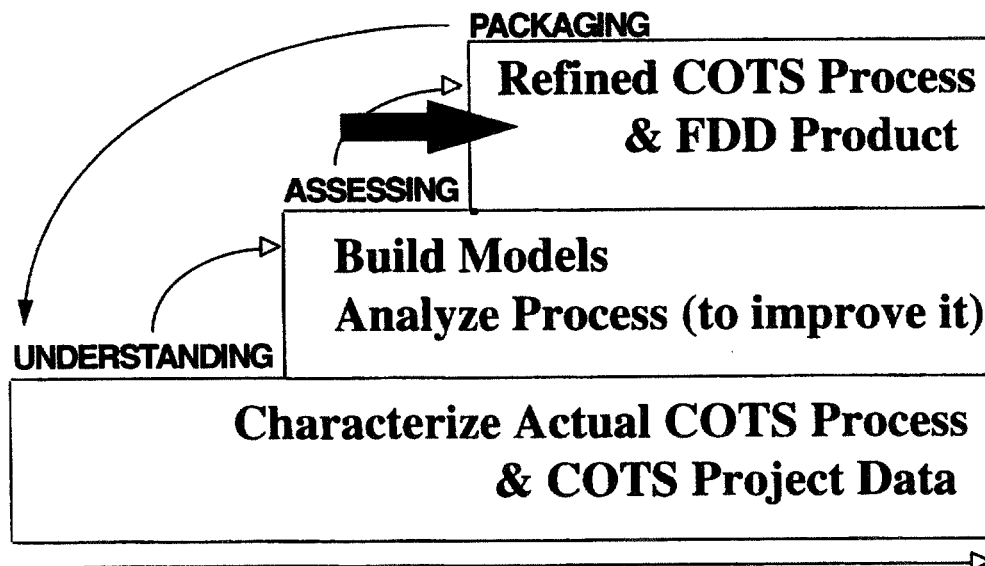 PACKAGING
Refined COTS Process
& FDD Product
ASSESSING
Build Models
Analyze Process (to improve it)
UNDERSTANDING
Characterize Actual COTS Process
& COTS Project Data